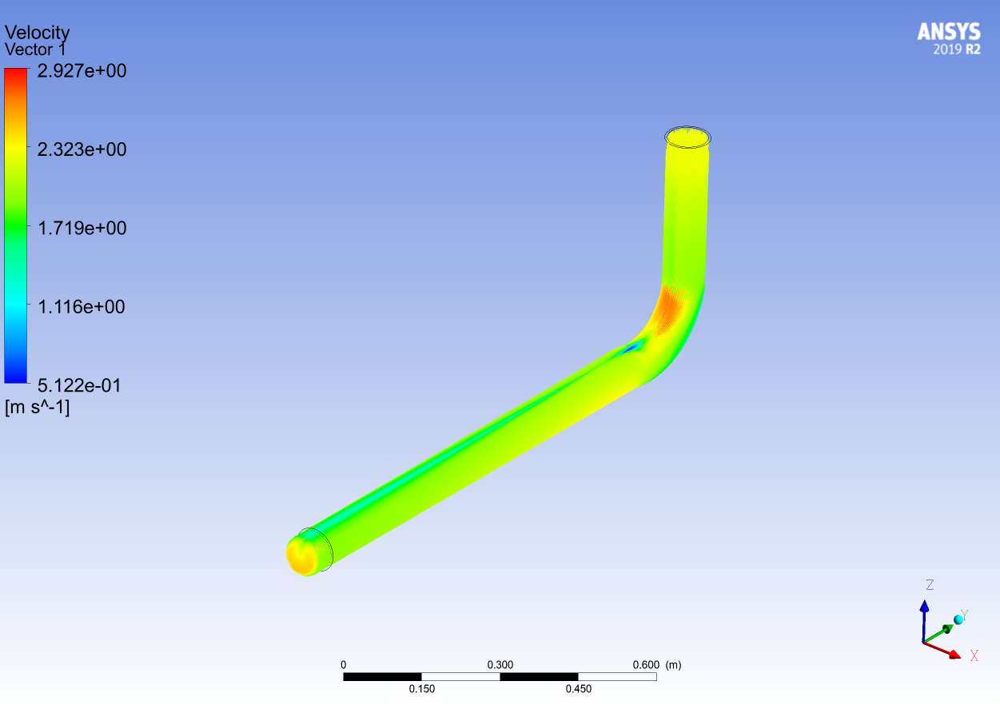 Velocity
Vector 1
2.927e+00
2.323e+00
1.719e+00
1.116e+00
5.122e-01
[m s^-1]
ANSYS
2019 R2
Z
Y
X
0 0.300 0.600 (m)
0.150 0.450